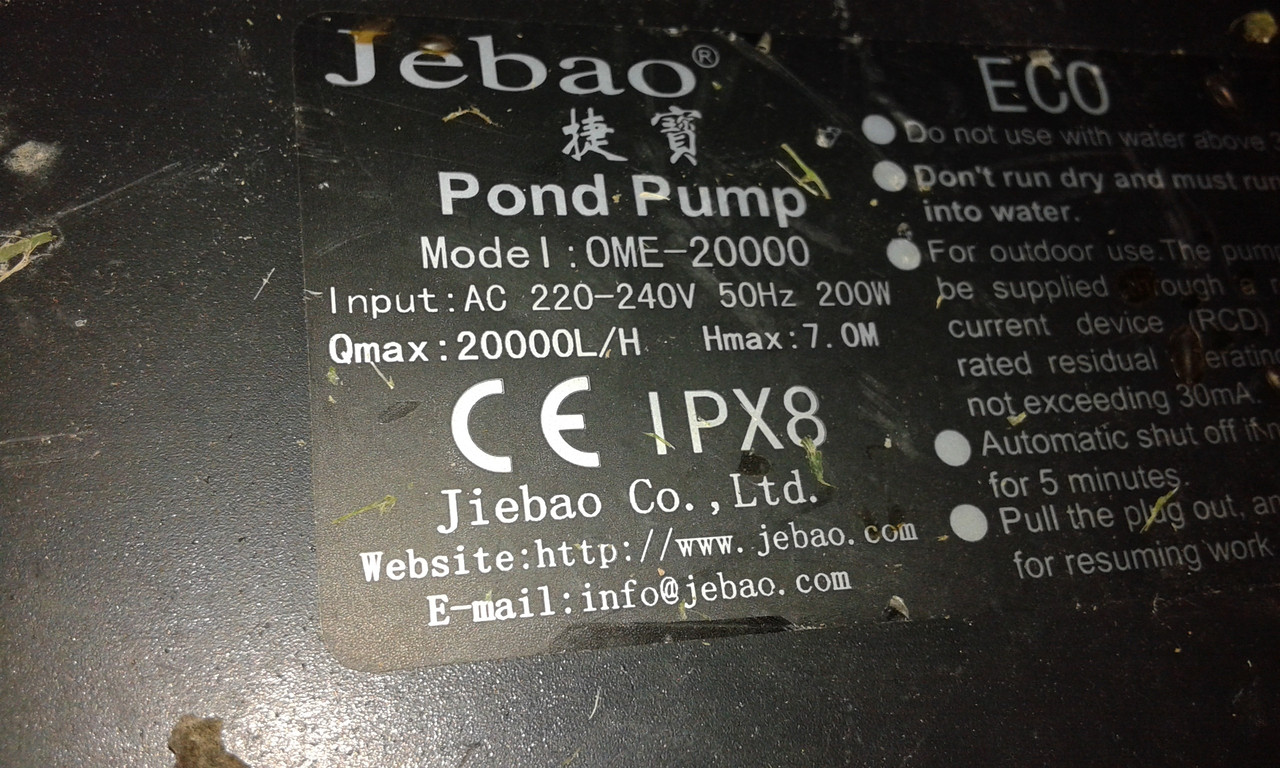 Jebao®
捷寶
Pond Pump
Model:OME-20000
Input:AC 220-240V 50Hz 200W
Qmax:20000L/H Hmax:7.0M
CE IPX8
Jiebao Co.,Ltd.
Website:http://www.jebao.com
E-mail:info@jebao.com
ECO
Do not use with water above
Don't run dry and must run
into water.
For outdoor use.The pump
be supplied a
current device (RCD)
rated residual
not exceeding 30mA.
Automatic shut off if
for 5 minutes.
Pull the plug out,
for resuming work